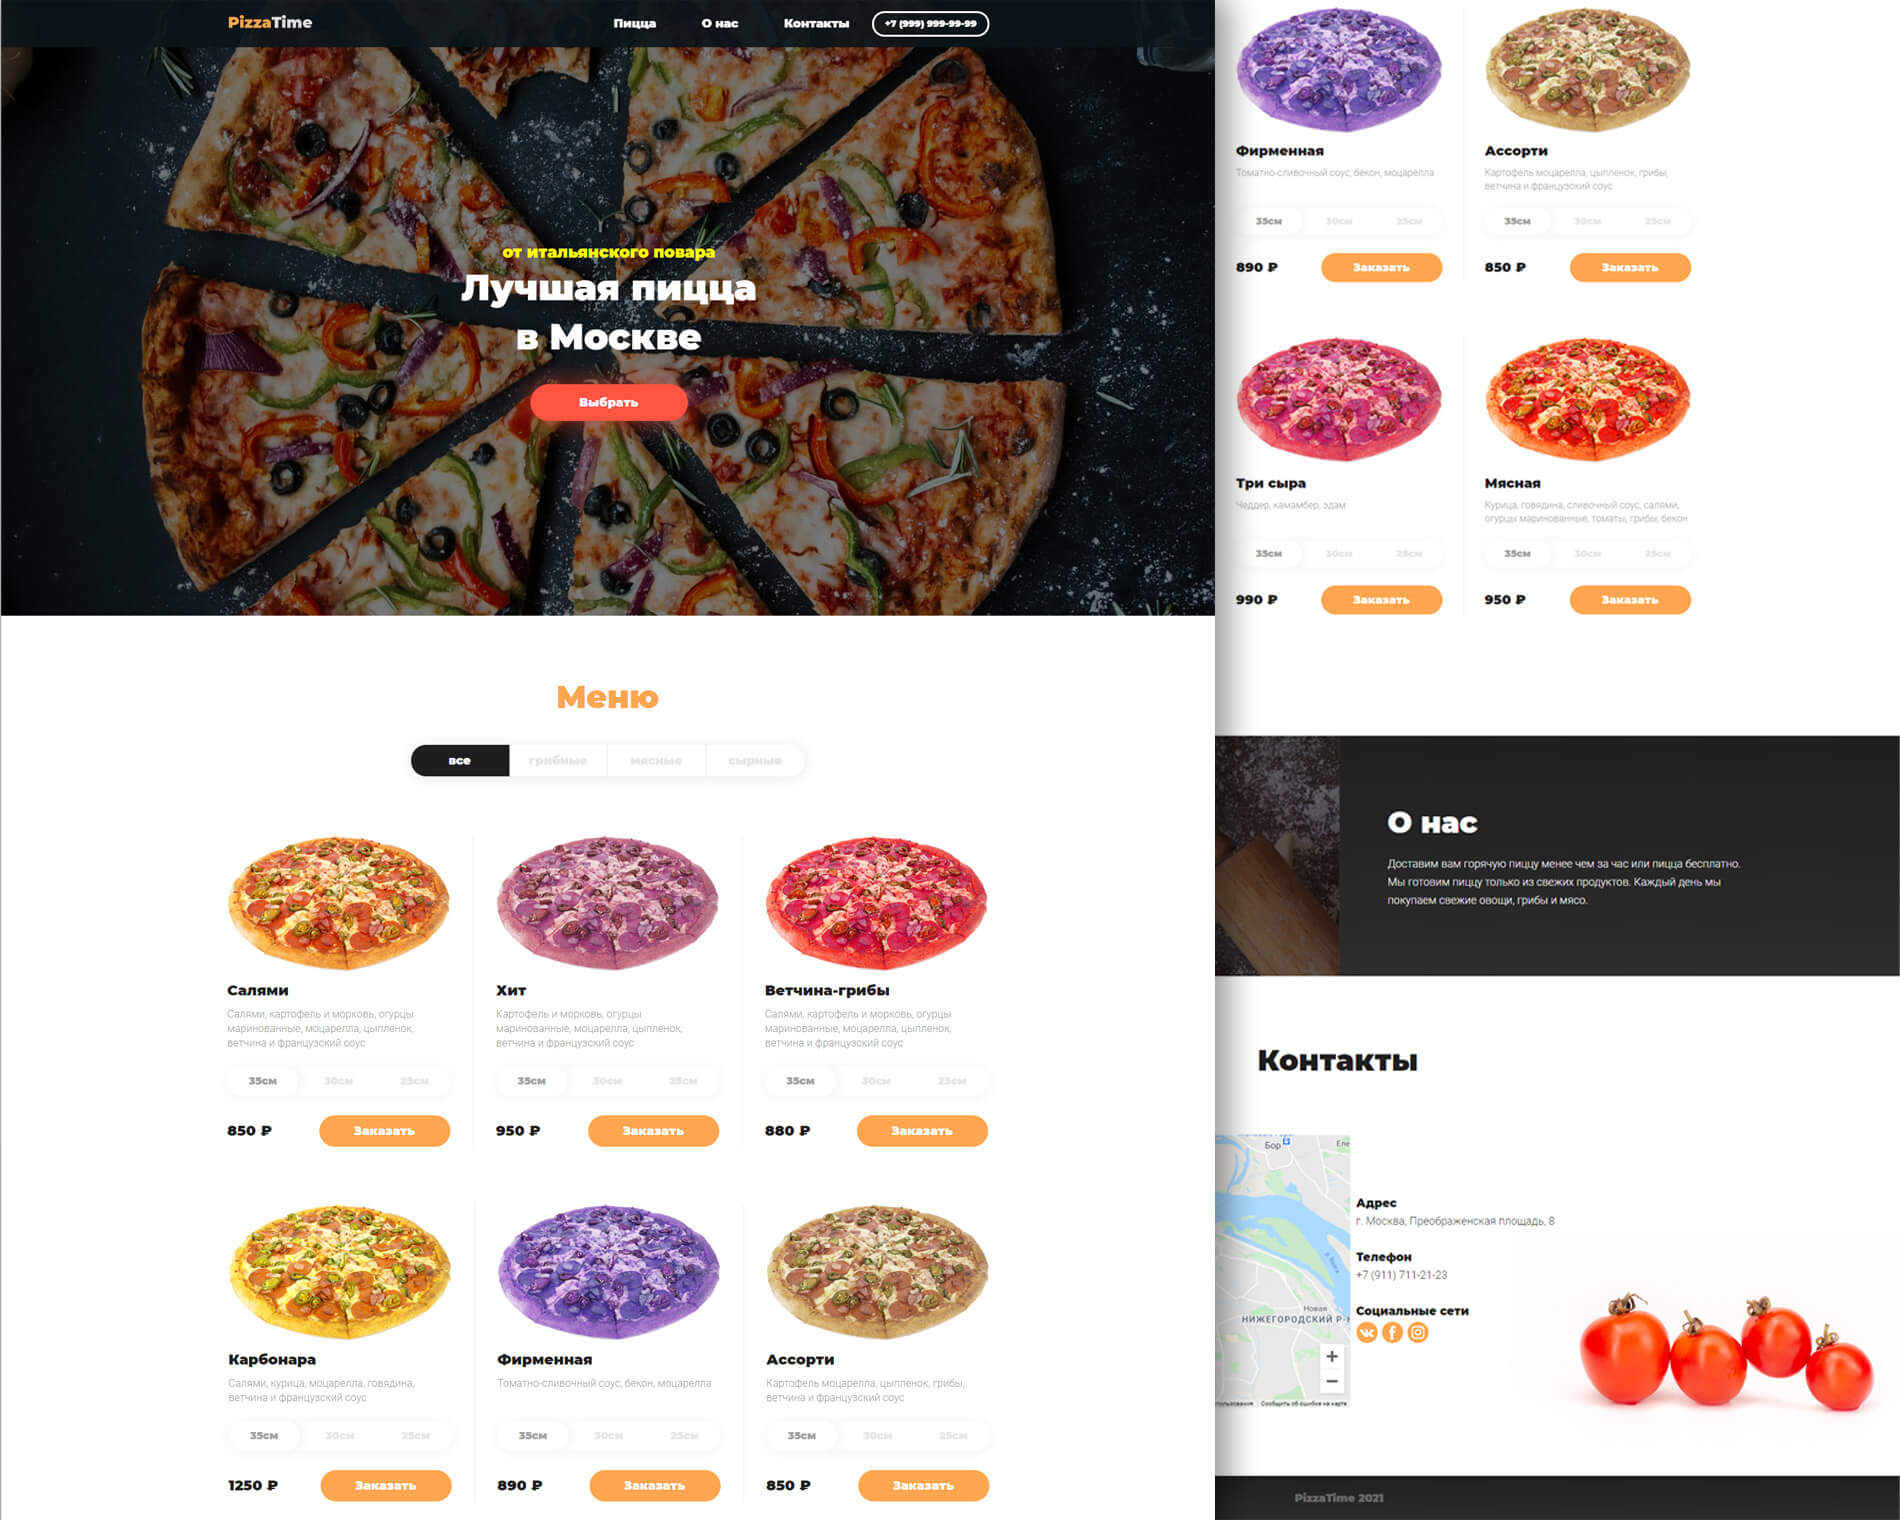 PizzaTime
Пицца
О нас
Контакты
+7 (999) 999-99-99
от итальянского повара
Лучшая пицца
в Москве
Выбрать
Меню
все
грибные
мясные
сырные
Салями
Салями, картофель и морковь, огурцы
маринованные, моцарелла, цыпленок,
ветчина и французский соус
35см
30см
25см
850 ₽
Заказать
Хит
Картофель и морковь, огурцы
маринованные, моцарелла, цыпленок,
ветчина и французский соус
35см
30см
25см
950 ₽
Заказать
Ветчина-грибы
Салями, картофель и морковь, огурцы
маринованные, моцарелла, цыпленок,
ветчина и французский соус
35см
30см
25см
880 ₽
Заказать
Карбонара
Салями, курица, моцарелла, говядина,
ветчина и французский соус
35см
30см
25см
1250 ₽
Заказать
Фирменная
Томатно-сливочный соус, бекон, моцарелла
35см
30см
25см
890 ₽
Заказать
Ассорти
Картофель моцарелла, цыпленок, грибы,
ветчина и французский соус
35см
30см
25см
850 ₽
Заказать
Фирменная
Томатно-сливочный соус, бекон, моцарелла
35см
30см
25см
890 ₽
Заказать
Ассорти
Картофель моцарелла, цыпленок, грибы,
ветчина и французский соус
35см
30см
25см
850 ₽
Заказать
Три сыра
Чеддер, камамбер, эдам
35см
30см
25см
990 ₽
Заказать
Мясная
Курица, говядина, сливочный соус, салями,
огурцы маринованные, томаты, грибы, бекон
35см
30см
25см
950 ₽
Заказать
О нас
Доставим вам горячую пиццу менее чем за час или пицца бесплатно.
Мы готовим пиццу только из свежих продуктов. Каждый день мы
покупаем свежие овощи, грибы и мясо.
Контакты
Бор
Еле
Новая
НИЖЕГОРОДСКИЙ Р-Н
+
−
Сообщить об ошибке на карте
Адрес
г. Москва, Преображенская площадь, 8
Телефон
+7 (911) 711-21-23
Социальные сети
PizzaTime 2021